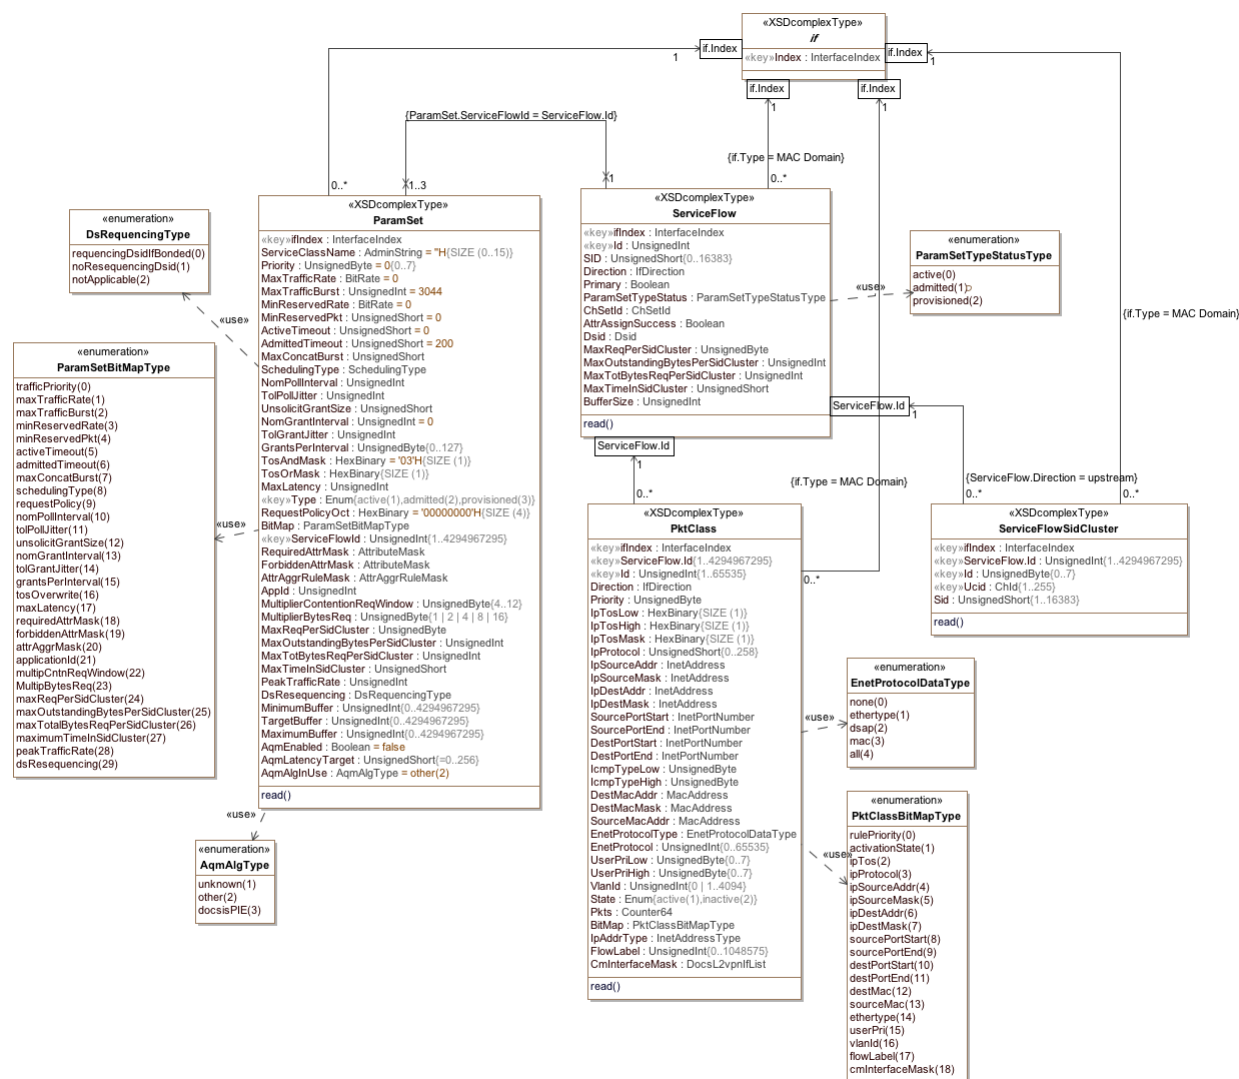 «XSDcomplexType»
if
«key»Index : InterfaceIndex
if.Index
1
if.Index
1
if.Index
1
if.Index
1
{ParamSet.ServiceFlowId = ServiceFlow.Id}
{if.Type = MAC Domain}
0..*
1..3
1
0..*
«enumeration»
DsRequencingType
requencingDsidIfBonded(0)
noResequencingDsid(1)
notApplicable(2)
«use»
«enumeration»
ParamSetBitMapType
trafficPriority(0)
maxTrafficRate(1)
maxTrafficBurst(2)
minReservedRate(3)
minReservedPkt(4)
activeTimeout(5)
admittedTimeout(6)
maxConcatBurst(7)
schedulingType(8)
requestPolicy(9)
nomPollInterval(10)
tolPollJitter(11)
unsolicitGrantSize(12)
nomGrantInterval(13)
tolGrantJitter(14)
grantsPerInterval(15)
tosOverwrite(16)
maxLatency(17)
requiredAttrMask(18)
forbiddenAttrMask(19)
attrAggrMask(20)
applicationId(21)
multipCntnReqWindow(22)
MultipBytesReq(23)
maxReqPerSidCluster(24)
maxOutstandingBytesPerSidCluster(25)
maxTotalBytesReqPerSidCluster(26)
maximumTimeInSidCluster(27)
peakTrafficRate(28)
dsResequencing(29)
«use»
«XSDcomplexType»
ParamSet
«key»ifIndex : InterfaceIndex
ServiceClassName : AdminString = "H{SIZE (0..15)}
Priority : UnsignedByte = 0{0..7}
MaxTrafficRate : BitRate = 0
MaxTrafficBurst : UnsignedInt = 3044
MinReservedRate : BitRate = 0
MinReservedPkt : UnsignedShort = 0
ActiveTimeout : UnsignedShort = 0
AdmittedTimeout : UnsignedShort = 200
MaxConcatBurst : UnsignedShort
SchedulingType : SchedulingType
NomPollInterval : UnsignedInt
TolPollJitter : UnsignedInt
UnsolicitGrantSize : UnsignedShort
NomGrantInterval : UnsignedInt = 0
TolGrantJitter : UnsignedInt
GrantsPerInterval : UnsignedByte{0..127}
TosAndMask : HexBinary = '03'H{SIZE (1)}
TosOrMask : HexBinary{SIZE (1)}
MaxLatency : UnsignedInt
«key»Type : Enum{active(1),admitted(2),provisioned(3)}
RequestPolicyOct : HexBinary = '00000000'H{SIZE (4)}
BitMap : ParamSetBitMapType
«key»ServiceFlowId : UnsignedInt{1..4294967295}
RequiredAttrMask : AttributeMask
ForbiddenAttrMask : AttributeMask
AttrAggrRuleMask : AttrAggrRuleMask
AppId : UnsignedInt
MultiplierContentionReqWindow : UnsignedByte{4..12}
MultiplierBytesReq : UnsignedByte{1 | 2 | 4 | 8 | 16}
MaxReqPerSidCluster : UnsignedByte
MaxOutstandingBytesPerSidCluster : UnsignedInt
MaxTotBytesReqPerSidCluster : UnsignedInt
MaxTimeInSidCluster : UnsignedShort
PeakTrafficRate : UnsignedInt
DsResequencing : DsRequencingType
MinimumBuffer : UnsignedInt{0..4294967295}
TargetBuffer : UnsignedInt{0..4294967295}
MaximumBuffer : UnsignedInt{0..4294967295}
AqmEnabled : Boolean = false
AqmLatencyTarget : UnsignedShort{=0..256}
AqmAlgInUse : AqmAlgType = other(2)
read()
«use»
«enumeration»
AqmAlgType
unknown(1)
other(2)
docsisPIE(3)
«XSDcomplexType»
ServiceFlow
«key»ifIndex : InterfaceIndex
«key»Id : UnsignedInt
SID : UnsignedShort{0..16383}
Direction : IfDirection
Primary : Boolean
ParamSetTypeStatus : ParamSetTypeStatusType
ChSetId : ChSetId
AttrAssignSuccess : Boolean
Dsid : Dsid
MaxReqPerSidCluster : UnsignedByte
MaxOutstandingBytesPerSidCluster : UnsignedInt
MaxTotBytesReqPerSidCluster : UnsignedInt
MaxTimeInSidCluster : UnsignedShort
BufferSize : UnsignedInt
read()
«use»
«enumeration»
ParamSetTypeStatusType
active(0)
admitted(1)
provisioned(2)
{if.Type = MAC Domain}
ServiceFlow.Id
1
ServiceFlow.Id
1
{if.Type = MAC Domain}
0..*
{ServiceFlow.Direction = upstream}
0..*
0..*
«XSDcomplexType»
PktClass
«key»ifIndex : InterfaceIndex
«key»ServiceFlow.Id{1..4294967295}
«key»Id : UnsignedInt{1..65535}
Direction : IfDirection
Priority : UnsignedByte
IpTosLow : HexBinary{SIZE (1)}
IpTosHigh : HexBinary{SIZE (1)}
IpTosMask : HexBinary{SIZE (1)}
IpProtocol : UnsignedShort{0..258}
IpSourceAddr : InetAddress
IpSourceMask : InetAddress
IpDestAddr : InetAddress
IpDestMask : InetAddress
SourcePortStart : InetPortNumber
SourcePortEnd : InetPortNumber
DestPortStart : InetPortNumber
DestPortEnd : InetPortNumber
IcmpTypeLow : UnsignedByte
IcmpTypeHigh : UnsignedByte
DestMacAddr : MacAddress
DestMacMask : MacAddress
SourceMacAddr : MacAddress
EnetProtocolType : EnetProtocolDataType
EnetProtocol : UnsignedInt{0..65535}
UserPriLow : UnsignedByte{0..7}
UserPriHigh : UnsignedByte{0..7}
VlanId : UnsignedInt{0 | 1..4094}
State : Enum{active(1),inactive(2)}
Pkts : Counter64
BitMap : PktClassBitMapType
IpAddrType : InetAddressType
FlowLabel : UnsignedInt{0..1048575}
CmInterfaceMask : DocsL2vpnIfList
read()
0..*
«XSDcomplexType»
ServiceFlowSidCluster
«key»ifIndex : InterfaceIndex
«key»ServiceFlow.Id : UnsignedInt{1..4294967295}
«key»Id : UnsignedByte{0..7}
«key»Ucid : ChId{1..255}
Sid : UnsignedShort{1..16383}
read()
«use»
«enumeration»
EnetProtocolDataType
none(0)
ethertype(1)
dsap(2)
mac(3)
all(4)
«use»
«enumeration»
PktClassBitMapType
rulePriority(0)
activationState(1)
ipTos(2)
ipProtocol(3)
ipSourceAddr(4)
ipSourceMask(5)
ipDestAddr(6)
ipDestMask(7)
sourcePortStart(8)
sourcePortEnd(9)
destPortStart(10)
destPortEnd(11)
destMac(12)
sourceMac(13)
ethertype(14)
userPri(15)
vlanId(16)
flowLabel(17)
cmInterfaceMask(18)